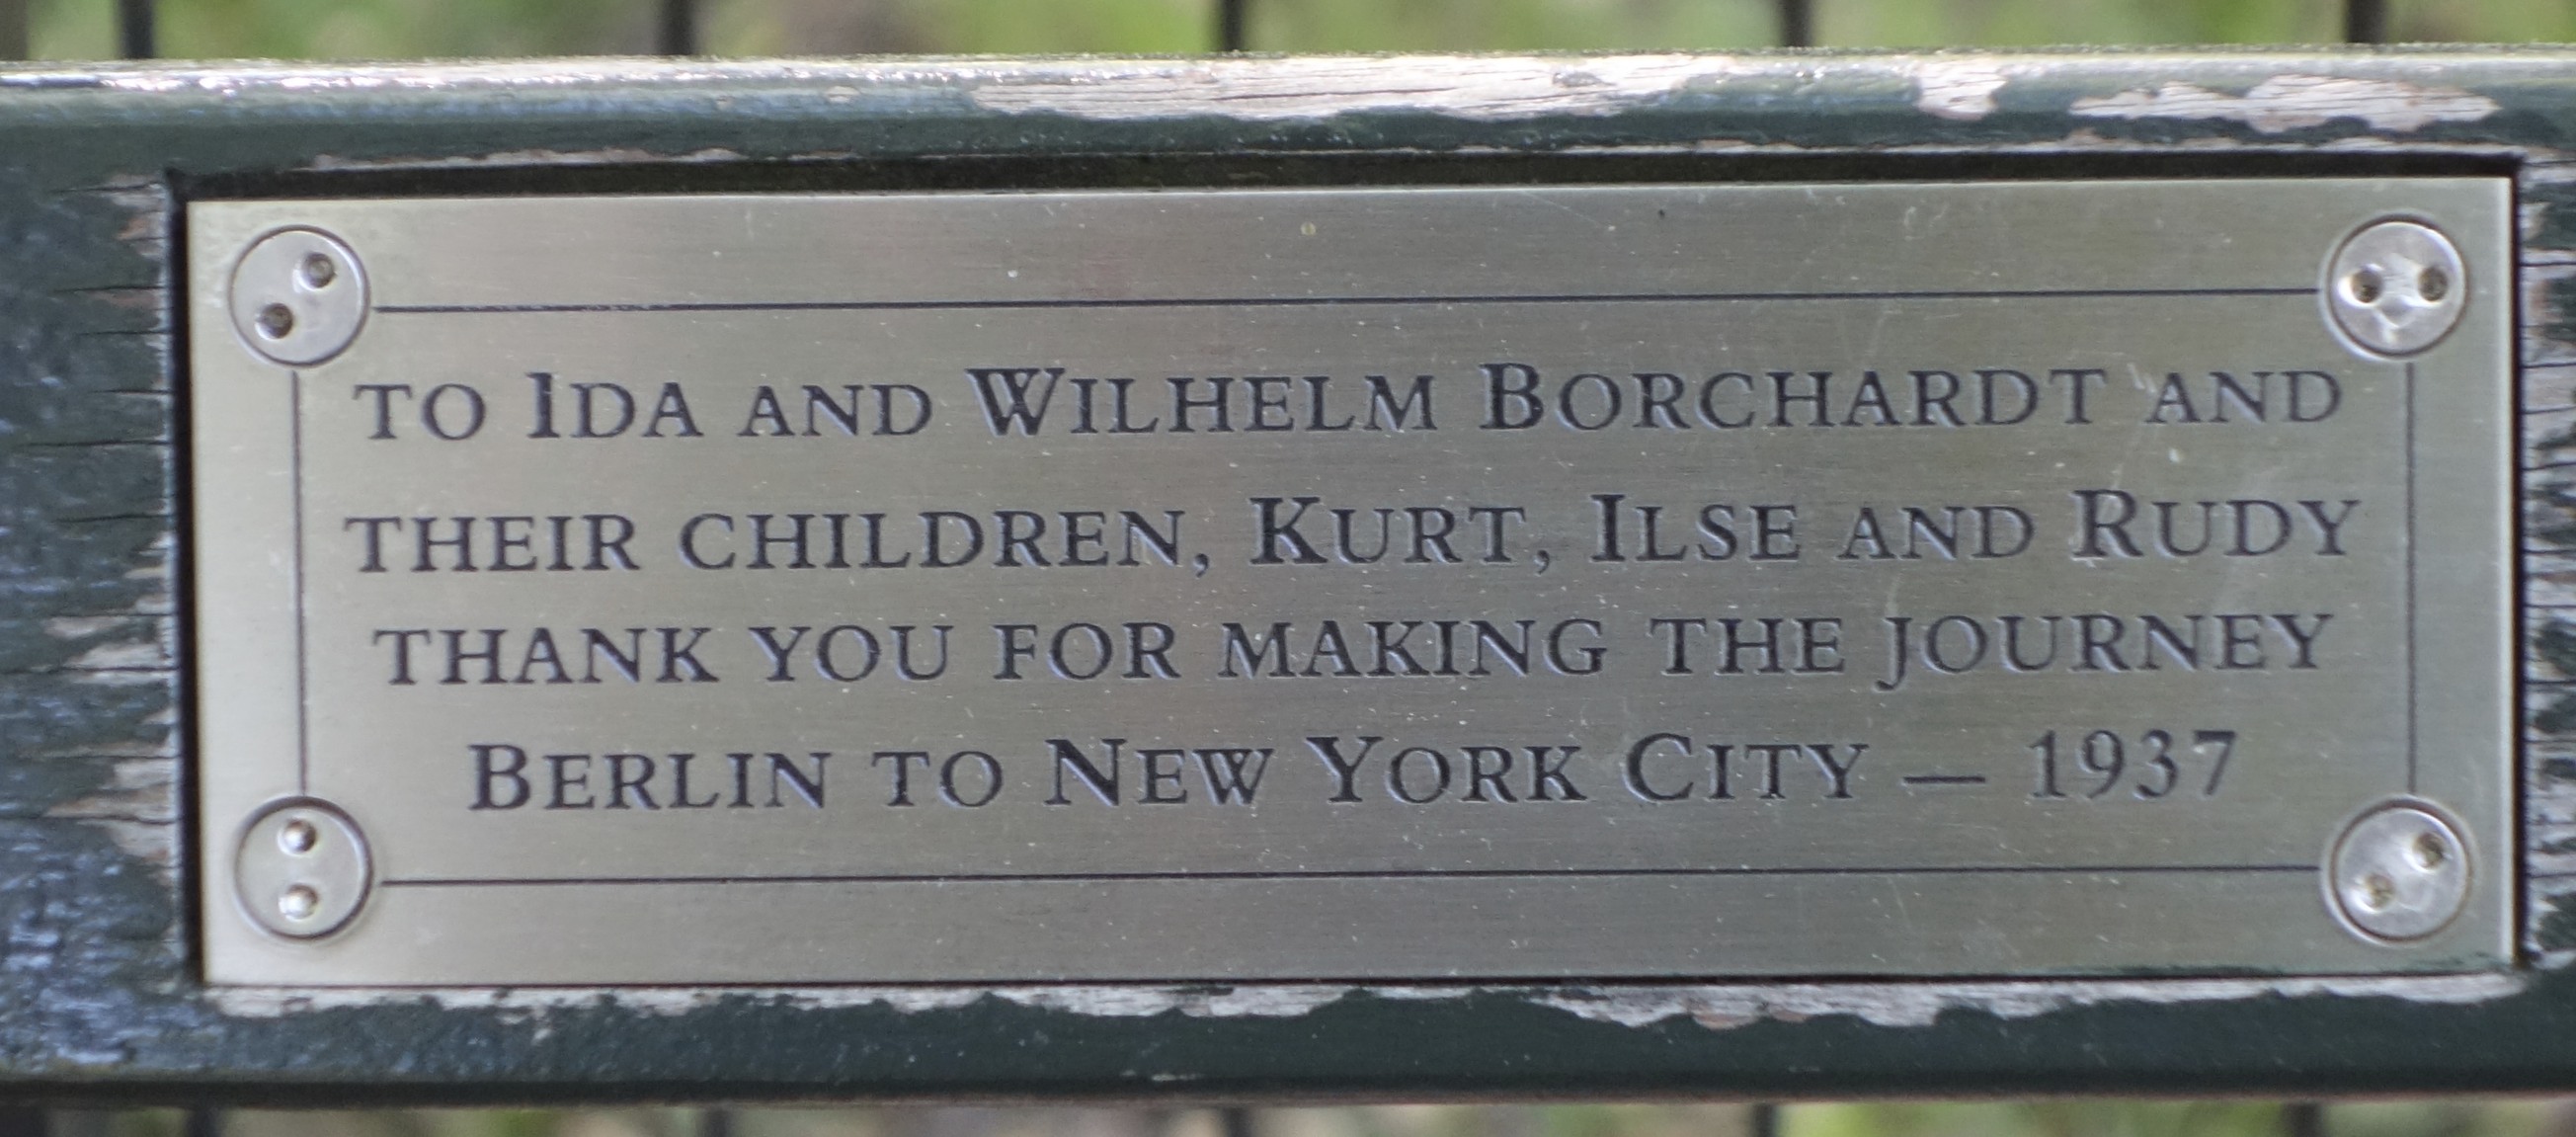 TO IDA AND WILHELM BORCHARDT AND
THEIR CHILDREN, KURT, ILSE AND RUDY
THANK YOU FOR MAKING THE JOURNEY
BERLIN TO NEW YORK CITY — 1937